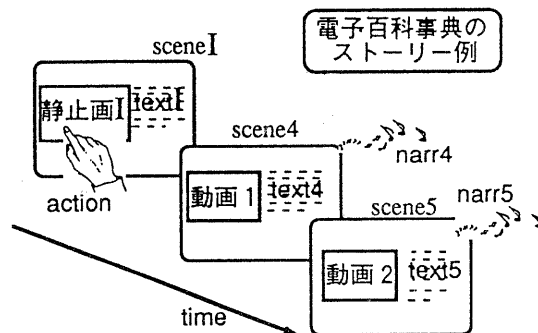 電子百科事典の
ストーリー例
sceneI
静止画I
textI
action
scene4
動画1
text4
narr4
scene5
動画2
text5
narr5
time